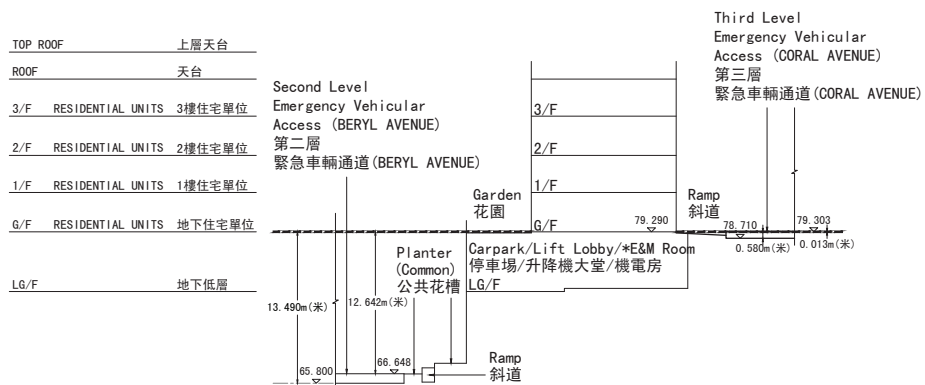 TOP ROOF 上層天台
ROOF 天台
3/F RESIDENTIAL UNITS 3樓住宅單位
2/F RESIDENTIAL UNITS 2樓住宅單位
1/F RESIDENTIAL UNITS 1樓住宅單位
G/F RESIDENTIAL UNITS 地下住宅單位
LG/F 地下低層
Second Level
Emergency Vehicular
Access (BERYL AVENUE)
第二層
緊急車輛通道(BERYL AVENUE)
Third Level
Emergency Vehicular
Access (CORAL AVENUE)
第三層
緊急車輛通道(CORAL AVENUE)
3/F
2/F
1/F
G/F
79.290
Garden
花園
Ramp
斜道
78.710
79.303
0.580m(米)
0.013m(米)
Planter
(Common)
公共花槽
Carpark/Lift Lobby/*E&M Room
停車場/升降機大堂/機電房
LG/F
13.490m(米)
12.642m(米)
65.800
66.648
Ramp
斜道